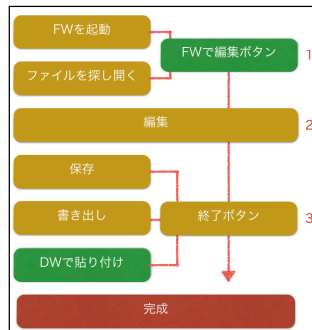 FWを起動
FWで編集ボタン
1
ファイルを探し開く
編集
2
保存
書き出し
終了ボタン
3
DWで貼り付け
完成